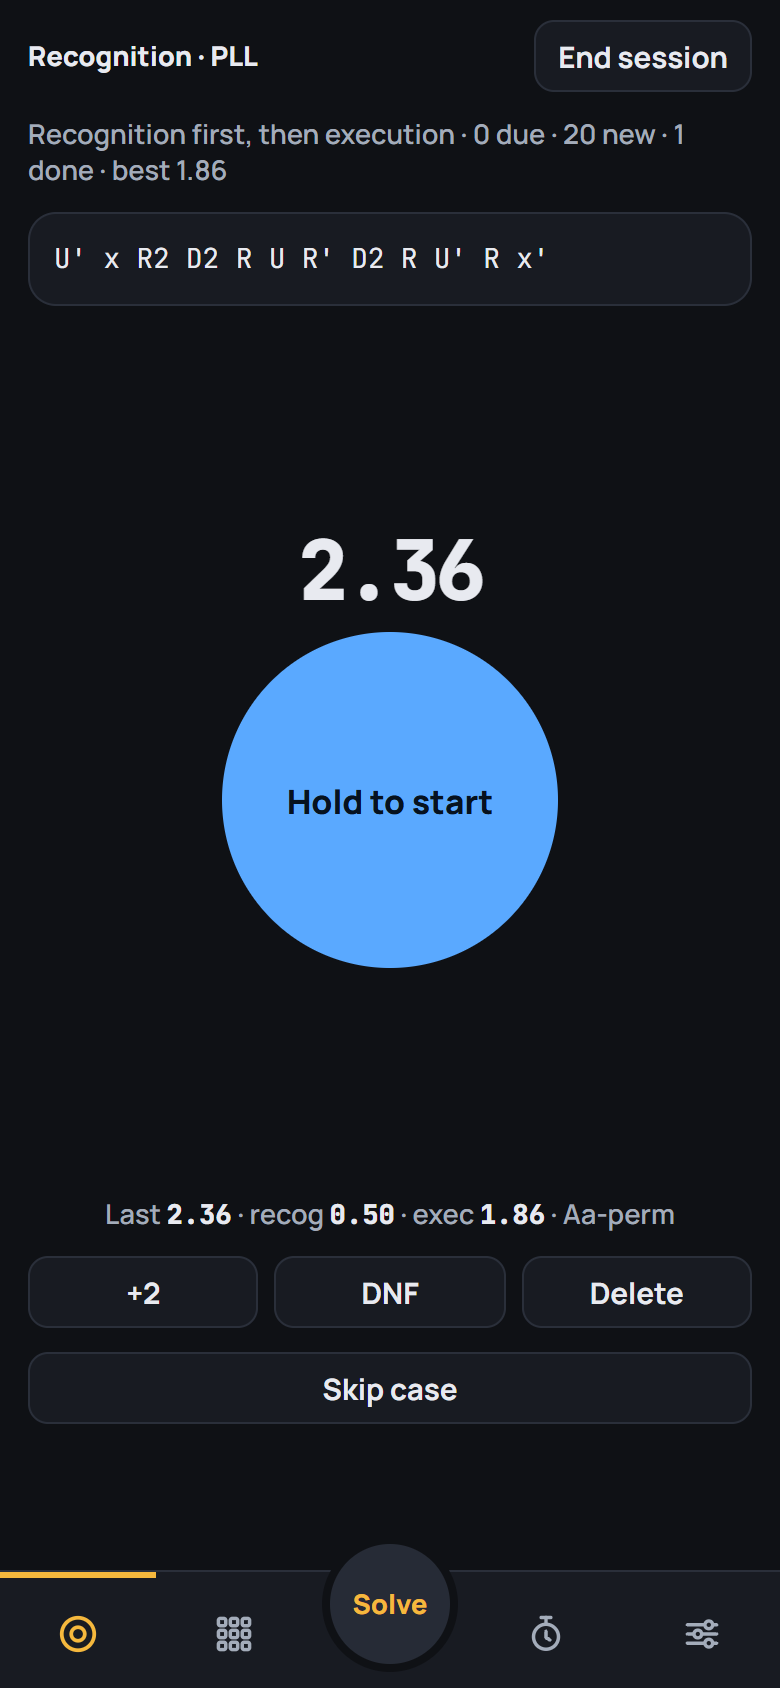 Recognition · PLL
End session
Recognition first, then execution · 0 due · 20 new · 1
done · best 1.86
U' x R2 D2 R U R' D2 R U' R x'
2.36
Hold to start
Last 2.36 · recog 0.50 · exec 1.86 · Aa-perm
+2
DNF
Delete
Skip case
Solve